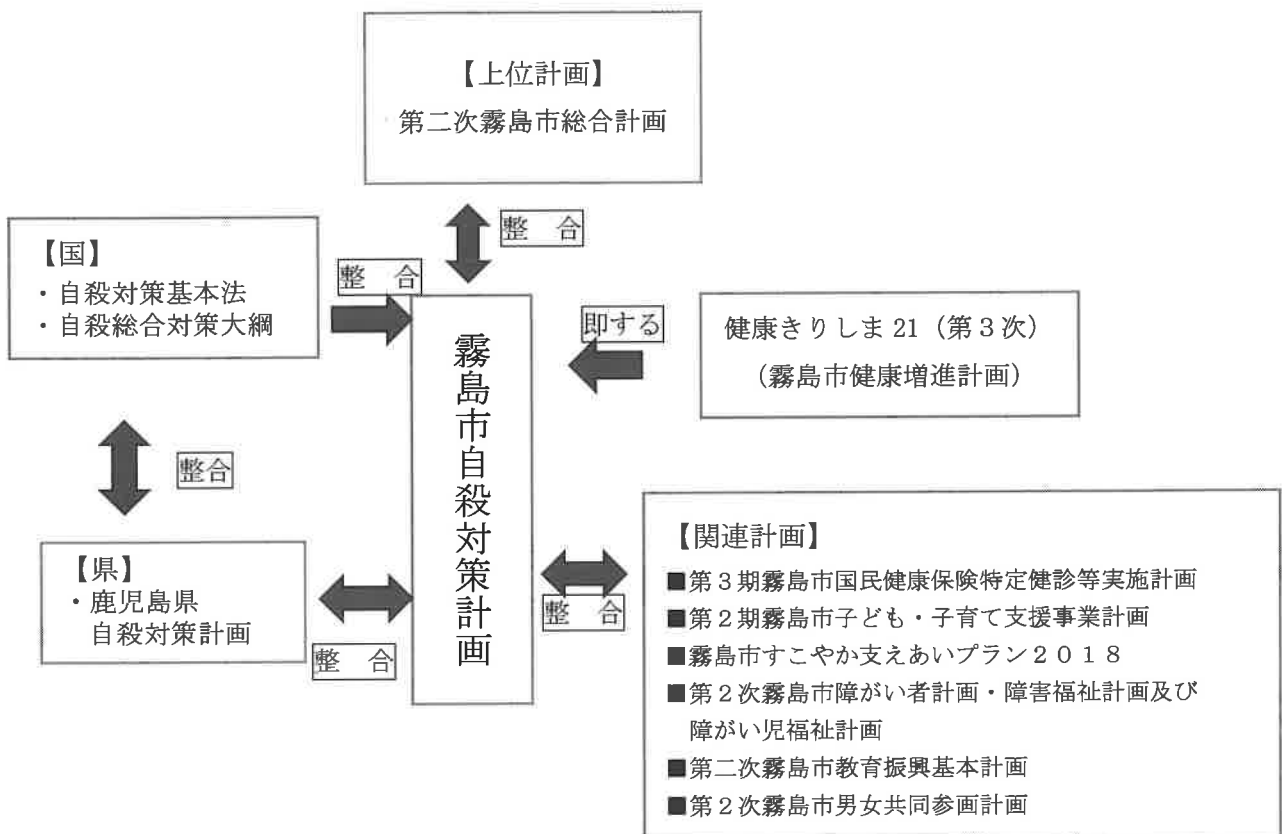 【上位計画】
第二次霧島市総合計画
整　合
【国】
・自殺対策基本法
・自殺総合対策大綱
整　合
霧島市自殺対策計画
即する
健康きりしま 21（第３次）
（霧島市健康増進計画）
整合
【県】
・鹿児島県
自殺対策計画
整　合
整　合
【関連計画】
■第３期霧島市国民健康保険特定健診等実施計画
■第２期霧島市子ども・子育て支援事業計画
■霧島市すこやか支えあいプラン２０１８
■第２次霧島市障がい者計画・障害福祉計画及び
障がい児福祉計画
■第二次霧島市教育振興基本計画
■第２次霧島市男女共同参画計画